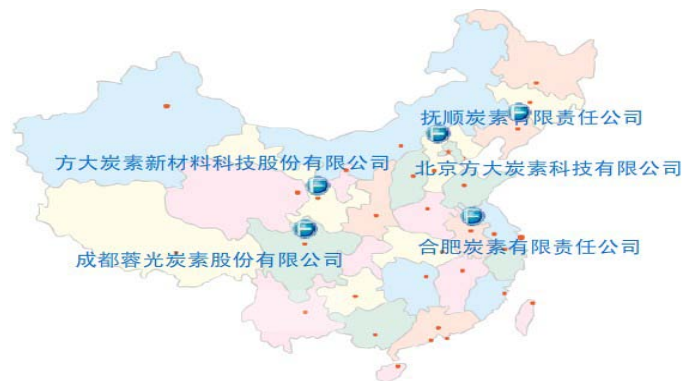 抚顺炭素有限责任公司
方大炭素新材料科技股份有限公司
北京方大炭素科技有限公司
合肥炭素有限责任公司
成都蓉光炭素股份有限公司